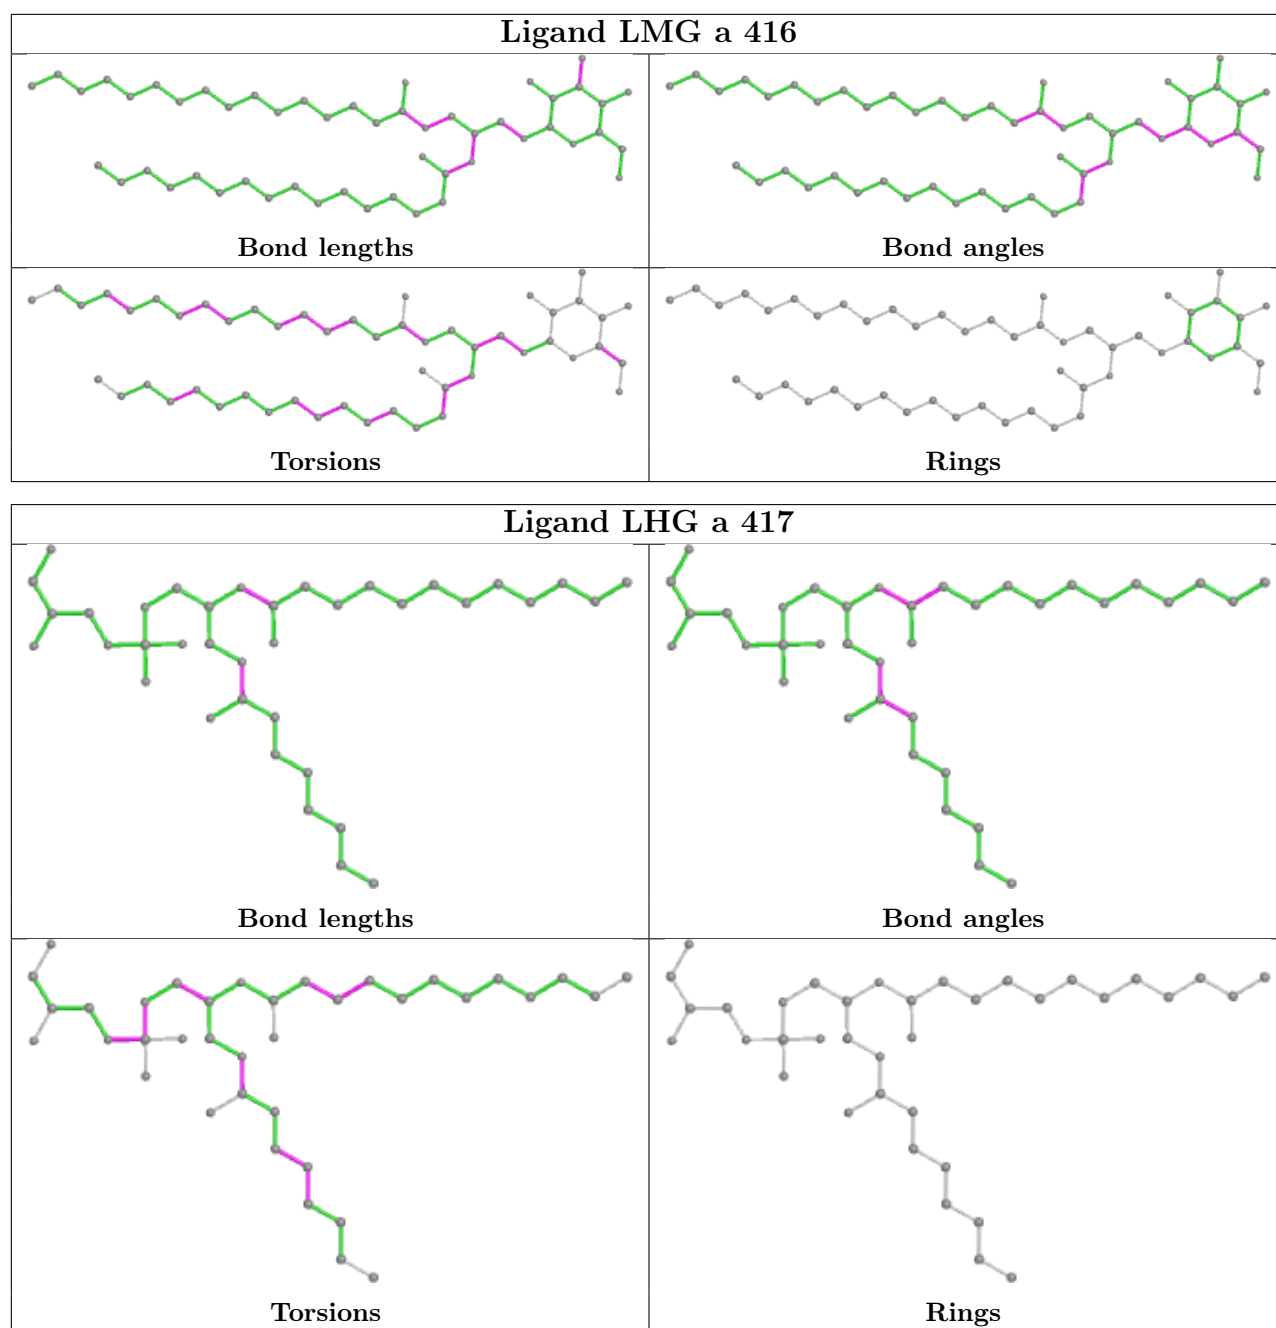 Ligand LMG a 416
Bond lengths
Bond angles
Torsions
Rings
Ligand LHG a 417
Bond lengths
Bond angles
Torsions
Rings